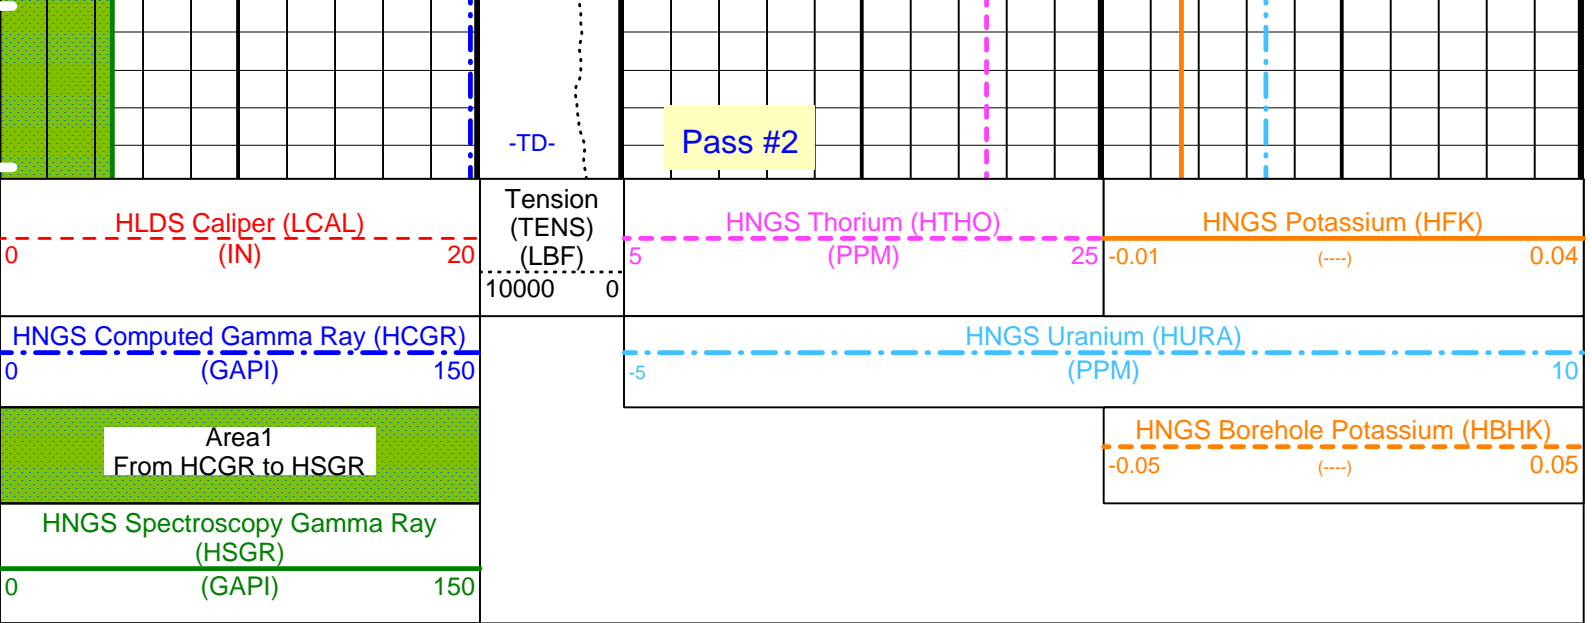 -TD-
Pass #2
HLDS Caliper (LCAL)
0 (IN) 20
Tension
(TENS)
(LBF)
10000 0
HNGS Thorium (HTHO)
5 (PPM) 25
HNGS Potassium (HFK)
-0.01 (----) 0.04
HNGS Computed Gamma Ray (HCGR)
0 (GAPI) 150
HNGS Uranium (HURA)
-5 (PPM) 10
Area1
From HCGR to HSGR
HNGS Borehole Potassium (HBHK)
-0.05 (----) 0.05
HNGS Spectroscopy Gamma Ray
(HSGR)
0 (GAPI) 150